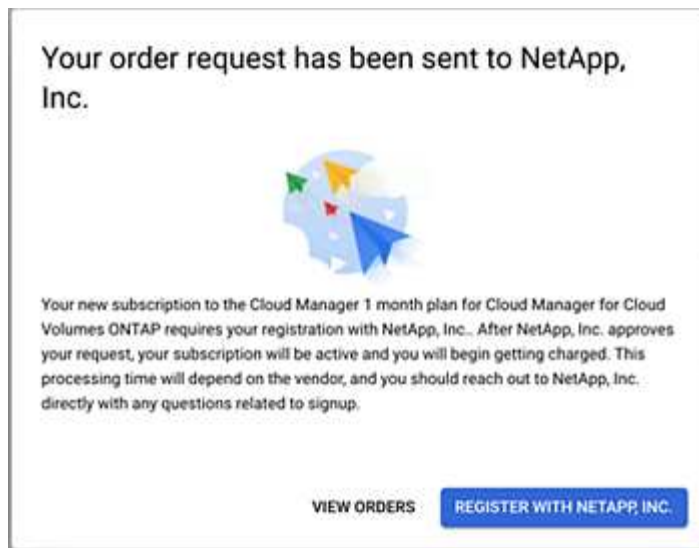 Your order request has been sent to NetApp,
Inc.
Your new subscription to the Cloud Manager 1 month plan for Cloud Manager for Cloud
Volumes ONTAP requires your registration with NetApp, Inc.. After NetApp, Inc. approves
your request, your subscription will be active and you will begin getting charged. This
processing time will depend on the vendor, and you should reach out to NetApp, Inc.
directly with any questions related to signup.
VIEW ORDERS
REGISTER WITH NETAPP, INC.